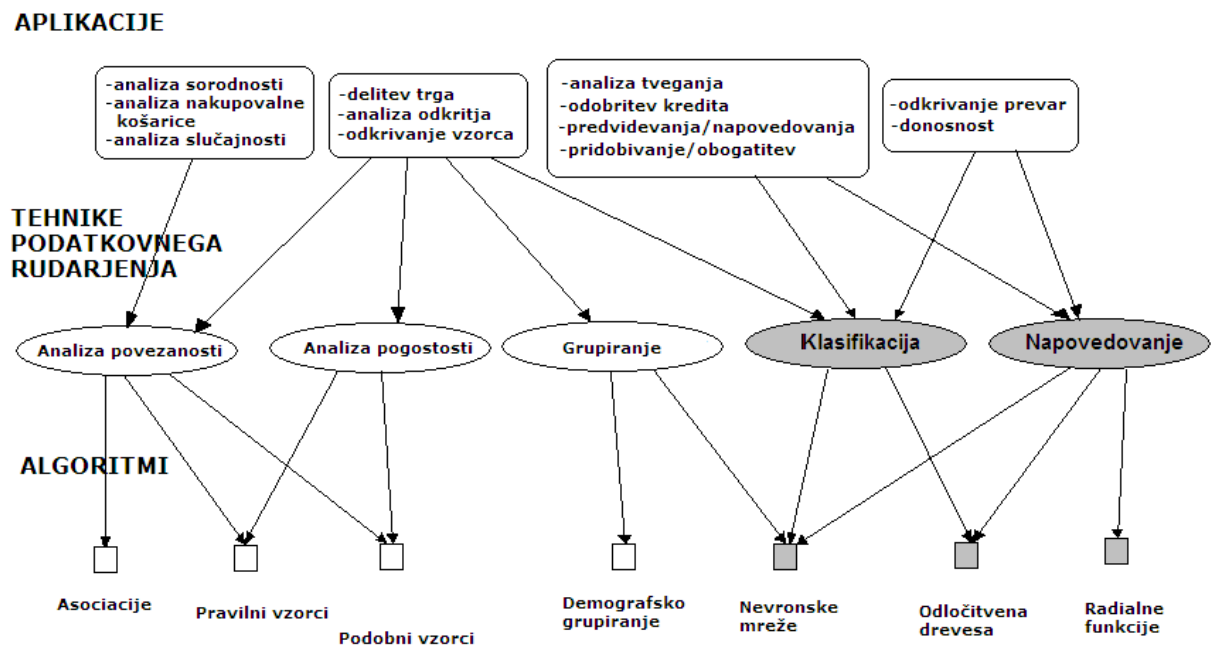 APLIKACIJE
-analiza sorodnosti
-analiza nakupovalne
košarice
-analiza slučajnosti
-delitev trga
-analiza odkritja
-odkrivanje vzorca
-analiza tveganja
-odobritev kredita
-predvidevanja/napovedovanja
-pridobivanje/obogatitev
-odkrivanje prevar
-donosnost
TEHNIKE
PODATKOVNEGA
RUDARJENJA
Analiza povezanosti
Analiza pogostosti
Grupiranje
Klasifikacija
Napovedovanje
ALGORITMI
Asociacije
Pravilni vzorci
Podobni vzorci
Demografsko
grupiranje
Nevronske
mreže
Odločitvena
drevesa
Radialne
funkcije